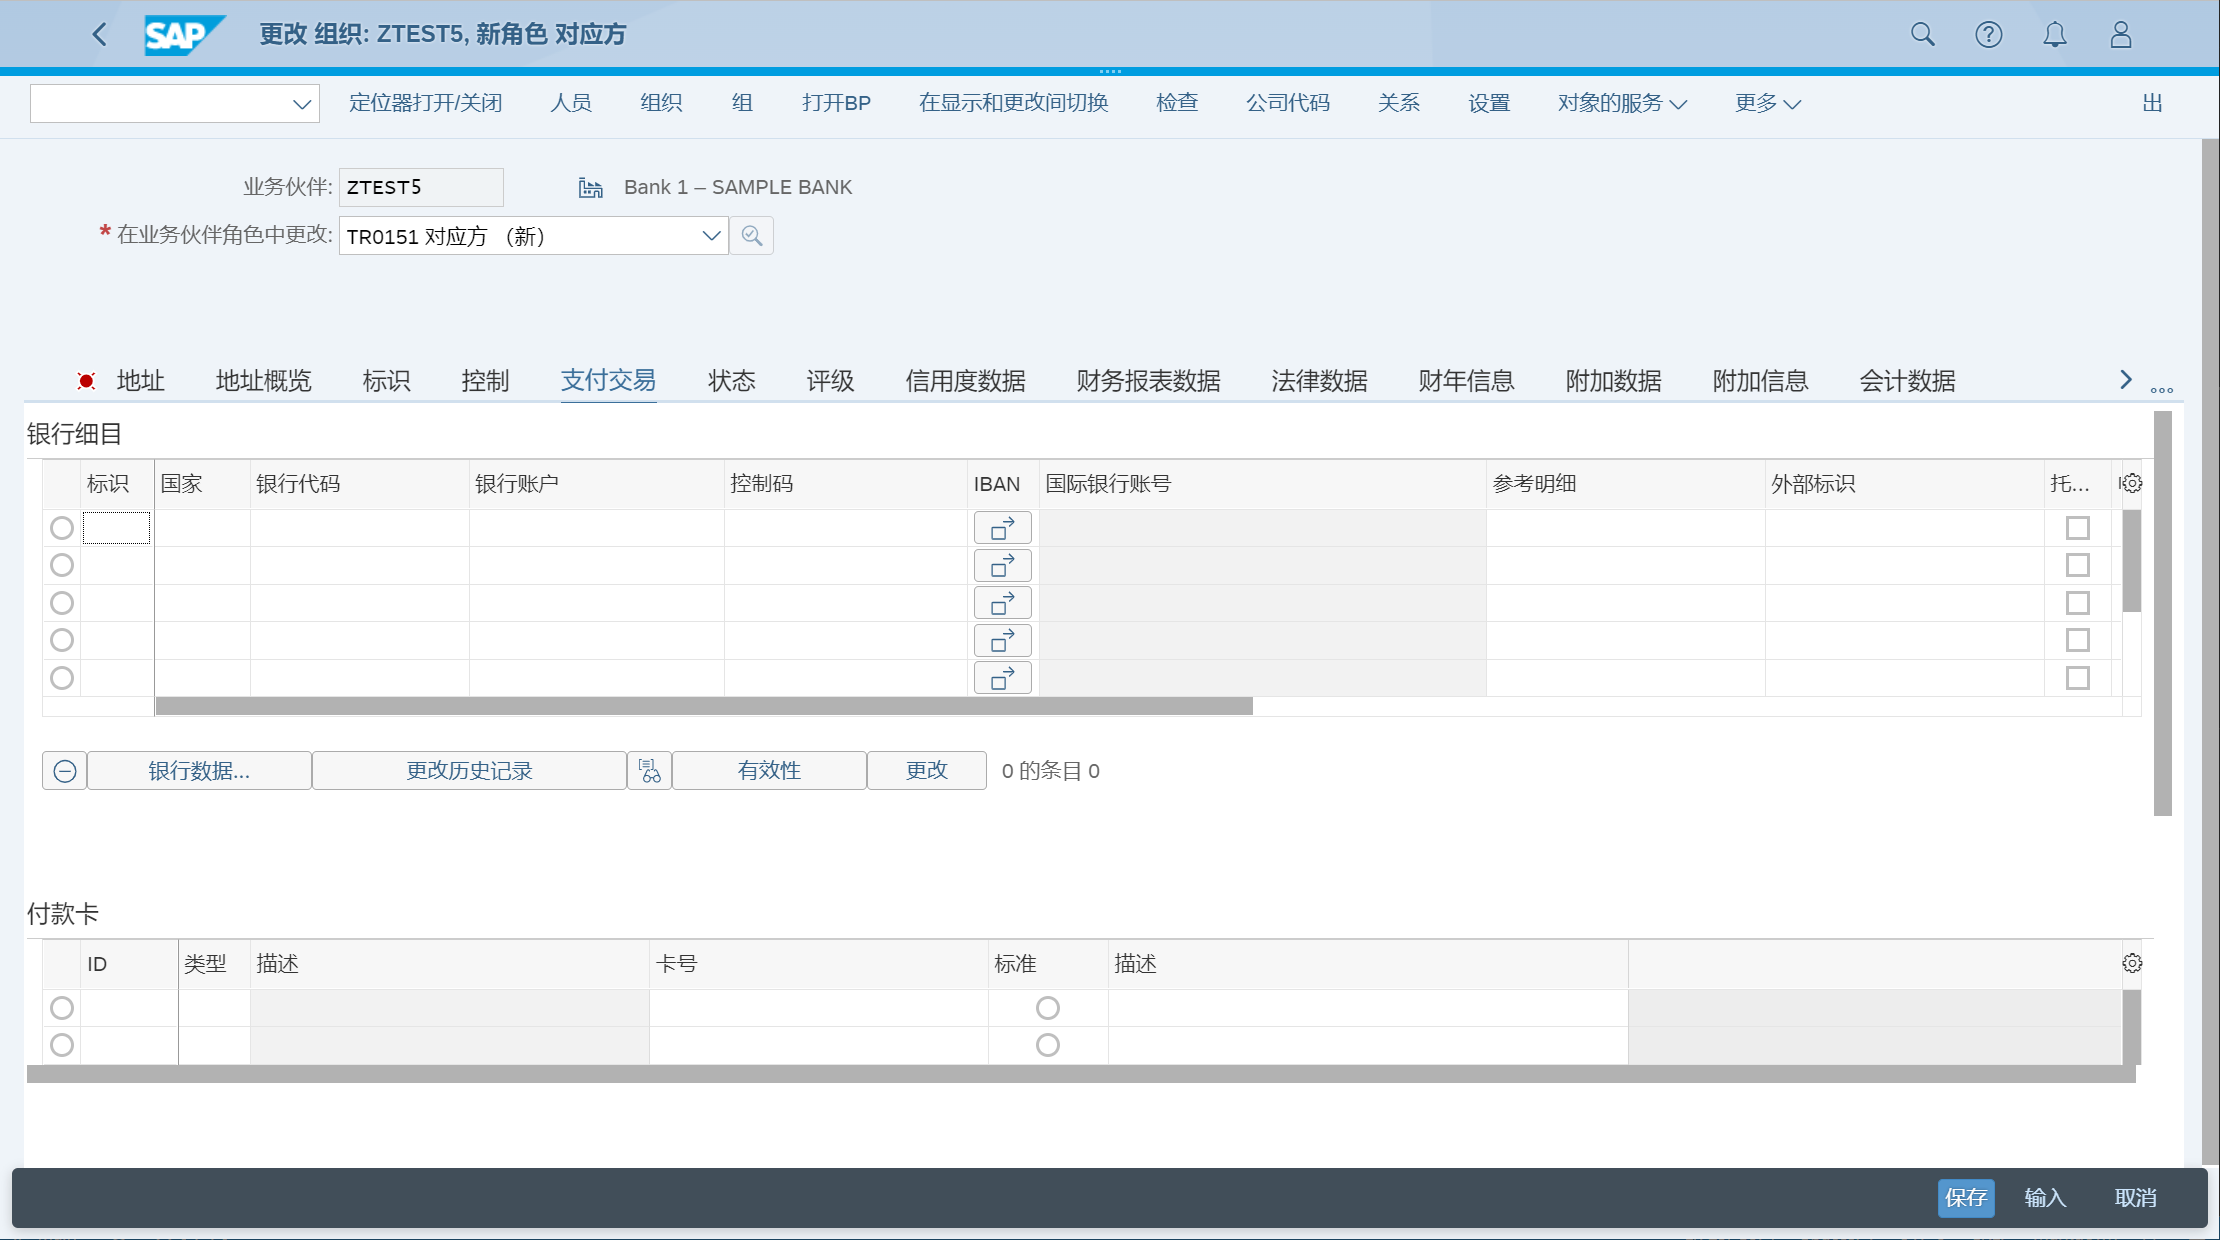 SAP 更改 组织: ZTEST5, 新角色 对应方
定位器打开/关闭 人员 组织 组 打开BP 在显示和更改间切换 检查 公司代码 关系 设置 对象的服务 更多 出
业务伙伴: ZTEST5 Bank 1 – SAMPLE BANK
* 在业务伙伴角色中更改: TR0151 对应方 （新）
地址 地址概览 标识 控制 支付交易 状态 评级 信用度数据 财务报表数据 法律数据 财年信息 附加数据 附加信息 会计数据
银行细目
标识 国家 银行代码 银行账户 控制码 IBAN 国际银行账号 参考明细 外部标识 托...
银行数据... 更改历史记录 有效性 更改 0 的条目 0
付款卡
ID 类型 描述 卡号 标准 描述
保存 输入 取消